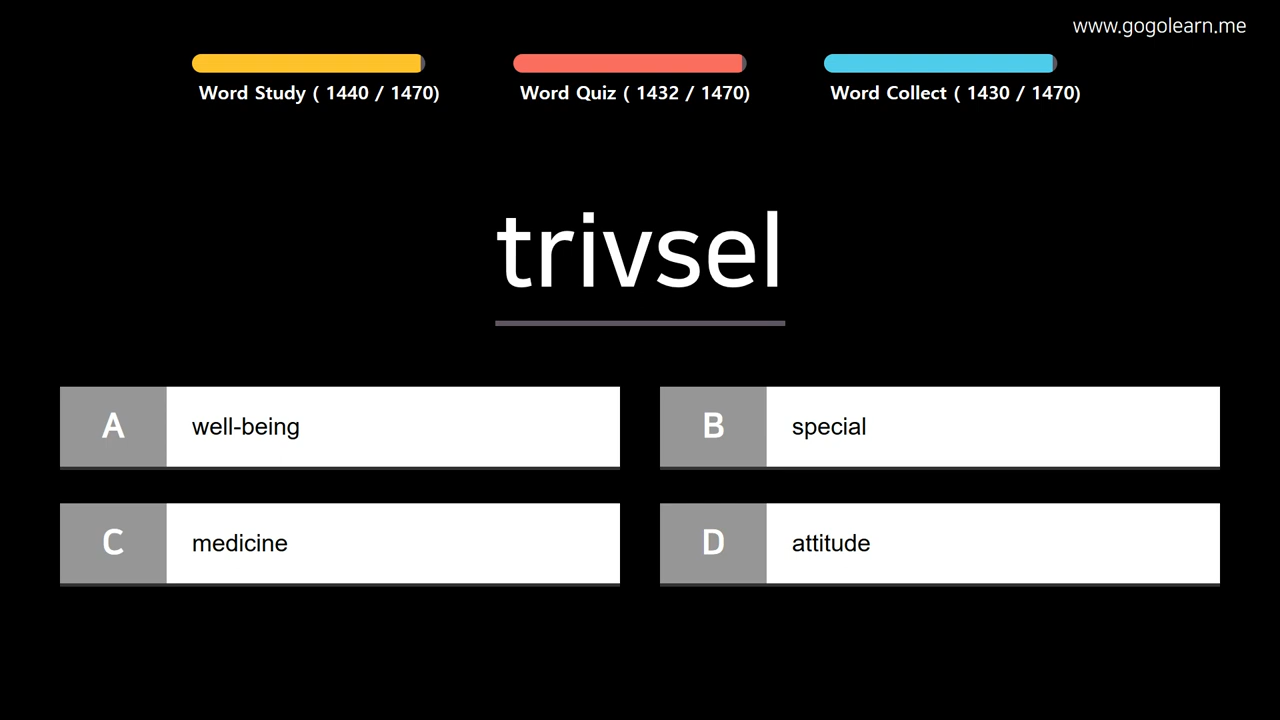 www.gogolearn.me
Word Study ( 1440 / 1470)
Word Quiz ( 1432 / 1470)
Word Collect ( 1430 / 1470)
trivsel
A well-being
B special
C medicine
D attitude